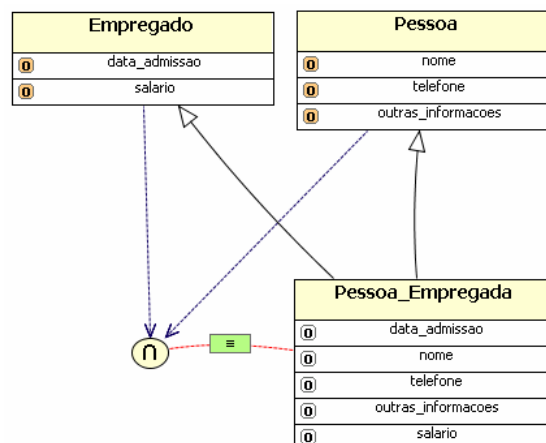 Empregado
O data_admissao
O salario
Pessoa
O nome
O telefone
O outras_informacoes
∩
≡
Pessoa_Empregada
O data_admissao
O nome
O telefone
O outras_informacoes
O salario